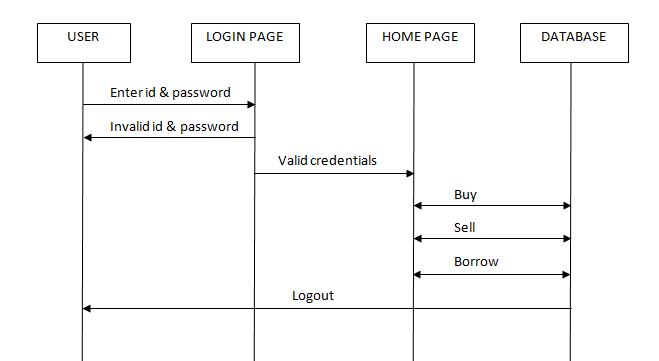 USER
LOGIN PAGE
HOME PAGE
DATABASE
Enter id & password
Invalid id & password
Valid credentials
Buy
Sell
Borrow
Logout